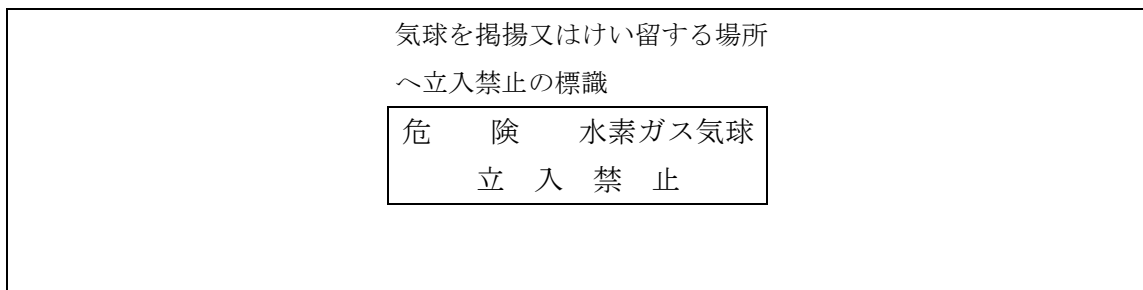 気球を掲揚又はけい留する場所
へ立入禁止の標識
危　険　水素ガス気球
立 入 禁 止